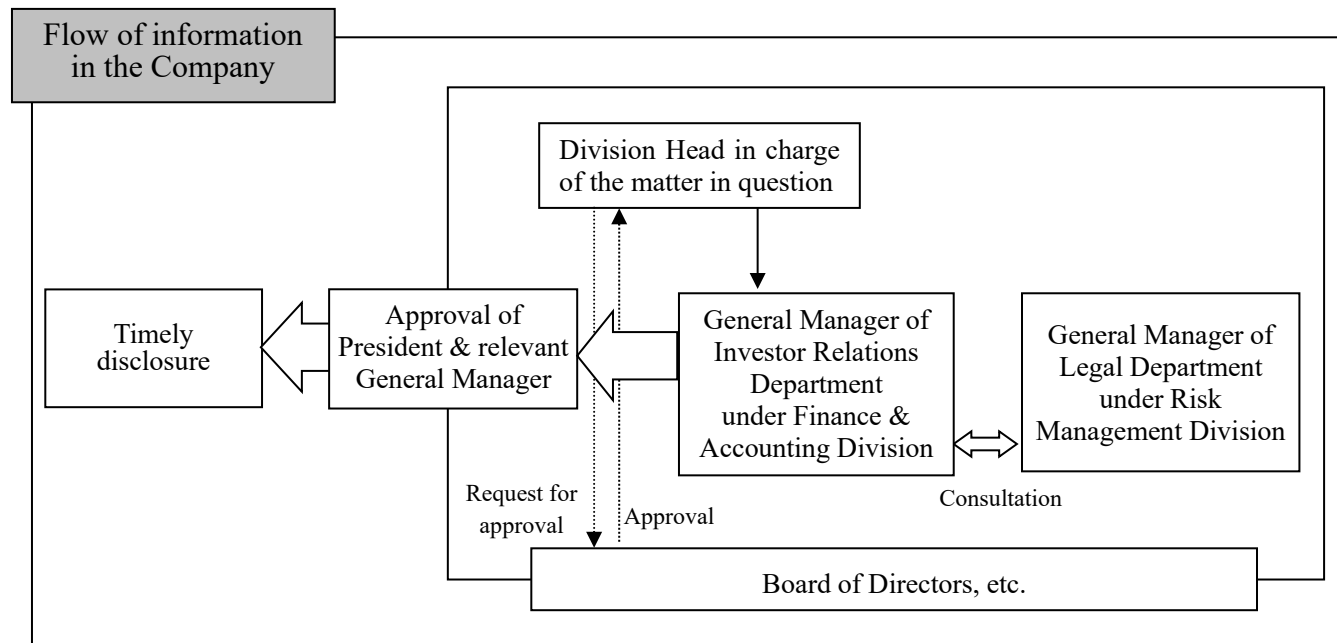 Flow of information
in the Company
Division Head in charge
of the matter in question
Timely
disclosure
Approval of
President & relevant
General Manager
General Manager of
Investor Relations
Department
under Finance &
Accounting Division
General Manager of
Legal Department
under Risk
Management Division
Request for
approval
Approval
Consultation
Board of Directors, etc.